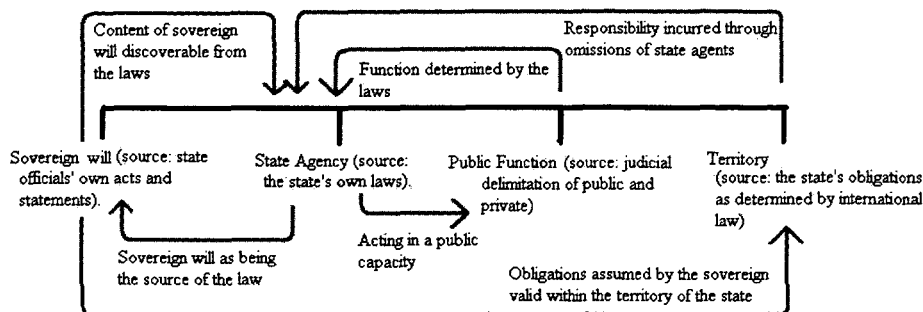 Content of sovereign
will discoverable from
the laws
Responsibility incurred through
omissions of state agents
Function determined by the
laws
Sovereign will (source: state
officials' own acts and
statements).
State Agency (source:
the state's own laws).
Public Function (source: judicial
delimitation of public and
private)
Territory
(source: the state's obligations
as determined by international
law)
Acting in a public
capacity
Sovereign will as being
the source of the law
Obligations assumed by the sovereign
valid within the territory of the state